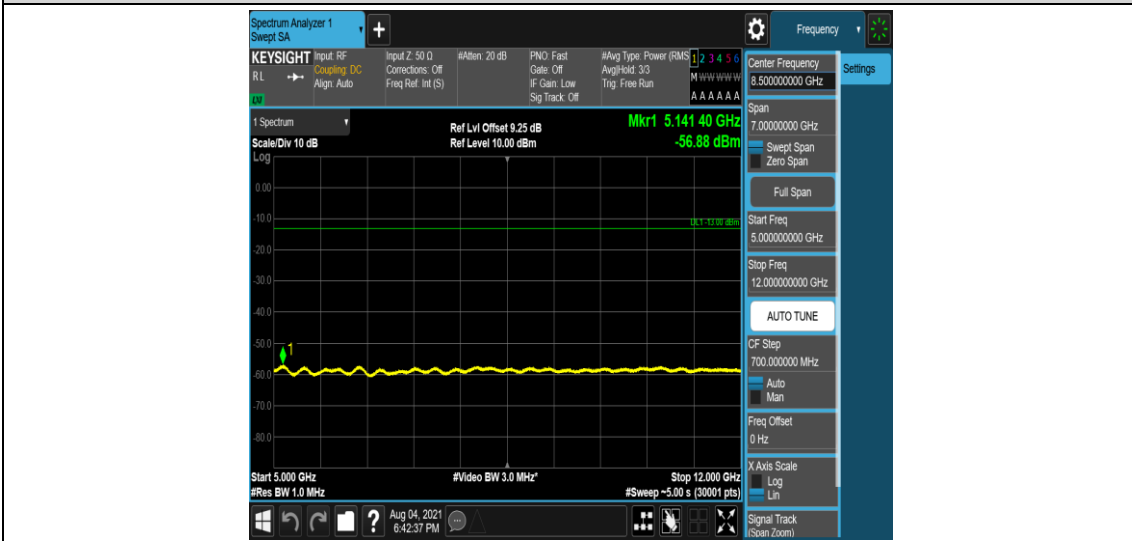 Spectrum Analyzer 1
Swept SA
+
Frequency
KEYSIGHT
RL
LXI
Input: RF
Coupling: DC
Align: Auto
Input Z: 50 Ω
Corrections: Off
Freq Ref: Int (S)
#Atten: 20 dB
PNO: Fast
Gate: Off
IF Gain: Low
Sig Track: Off
#Avg Type: Power (RMS
Avg|Hold: 3/3
Trig: Free Run
1 2 3 4 5 6
M W W W W W
A A A A A A
1 Spectrum
Scale/Div 10 dB
Log
Ref Lvl Offset 9.25 dB
Ref Level 10.00 dBm
Mkr1 5.141 40 GHz
-56.88 dBm
0.00
-10.0
DL1 -13.00 dBm
-20.0
-30.0
-40.0
-50.0
1
-60.0
-70.0
-80.0
Start 5.000 GHz
#Video BW 3.0 MHz*
Stop 12.000 GHz
#Res BW 1.0 MHz
#Sweep ~5.00 s (30001 pts)
?
Aug 04, 2021
6:42:37 PM
Center Frequency
8.500000000 GHz
Settings
Span
7.00000000 GHz
Swept Span
Zero Span
Full Span
Start Freq
5.000000000 GHz
Stop Freq
12.000000000 GHz
AUTO TUNE
CF Step
700.000000 MHz
Auto
Man
Freq Offset
0 Hz
X Axis Scale
Log
Lin
Signal Track
(Span Zoom)